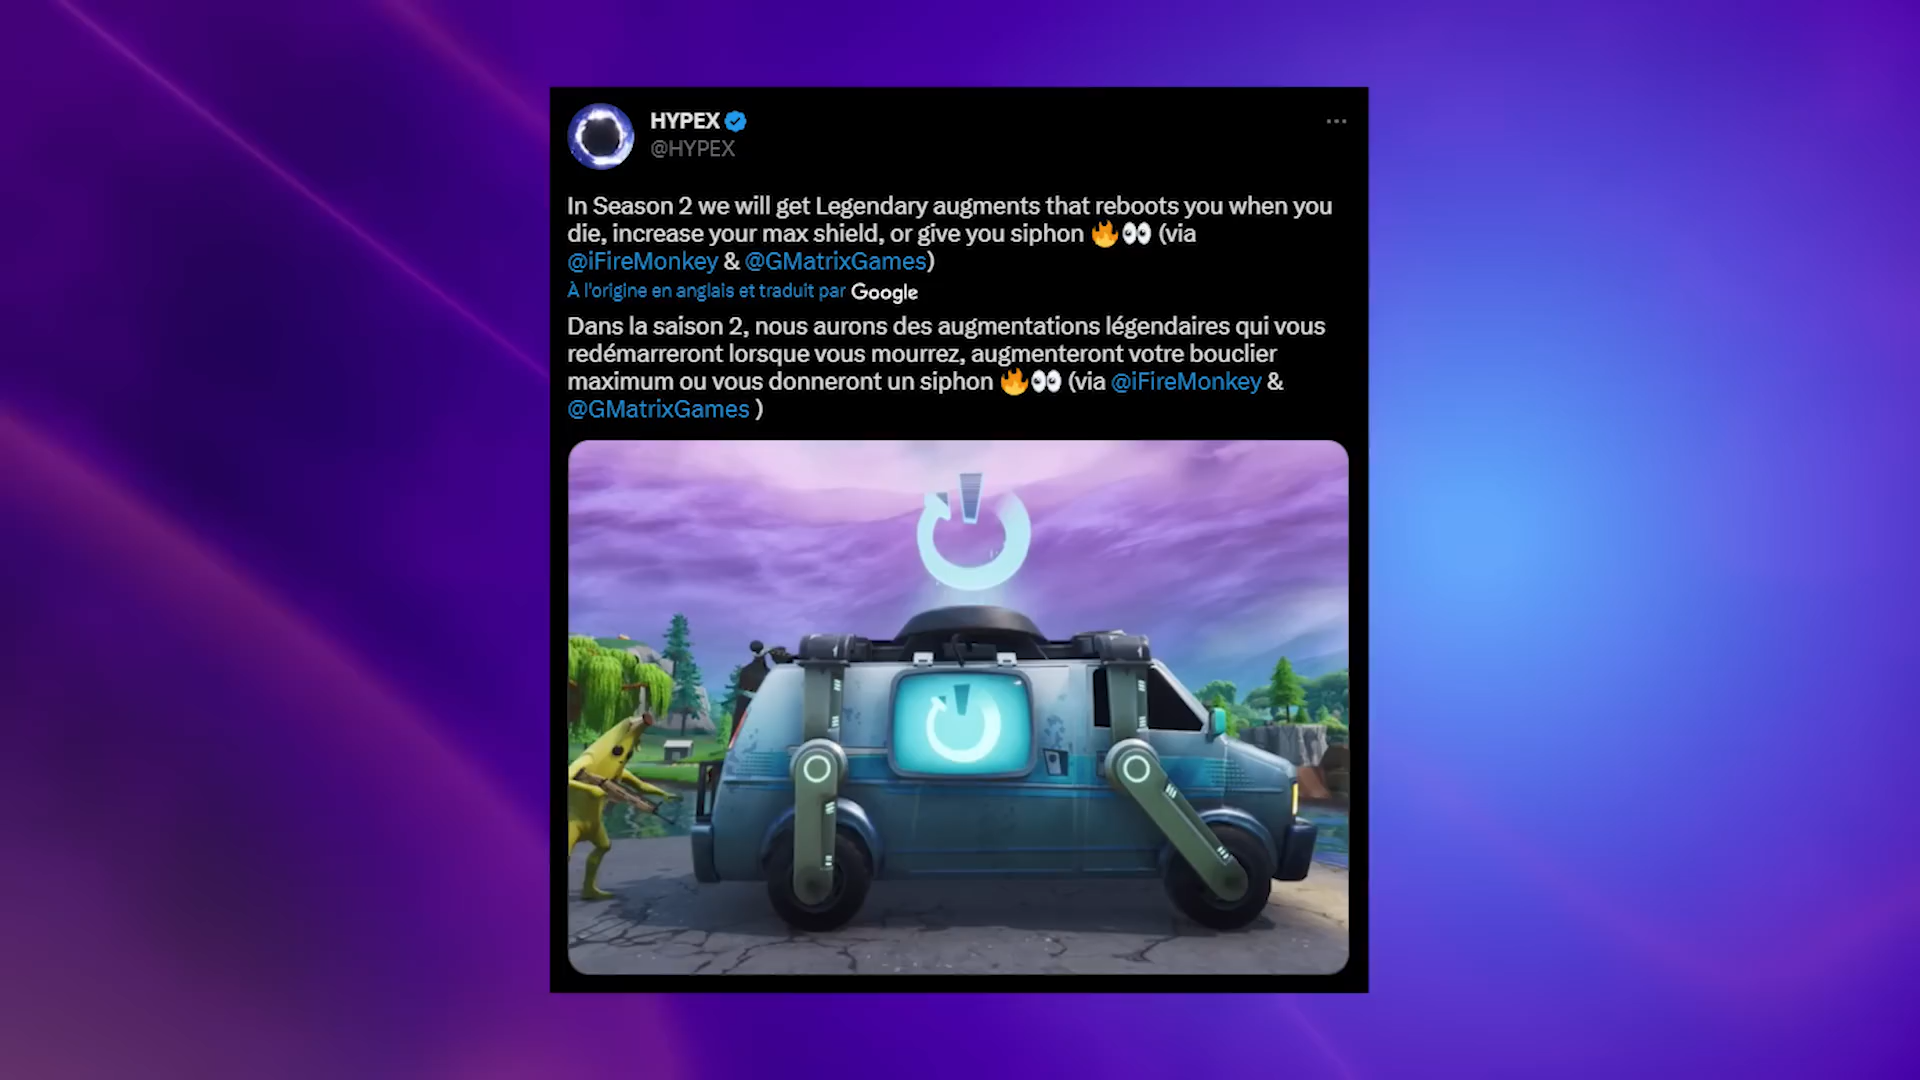 HYPEX
@HYPEX
In Season 2 we will get Legendary augments that reboots you when you
die, increase your max shield, or give you siphon 🔥👀 (via
@iFireMonkey & @GMatrixGames)
À l'origine en anglais et traduit par Google
Dans la saison 2, nous aurons des augmentations légendaires qui vous
redémarreront lorsque vous mourrez, augmenteront votre bouclier
maximum ou vous donneront un siphon 🔥👀 (via @iFireMonkey &
@GMatrixGames )